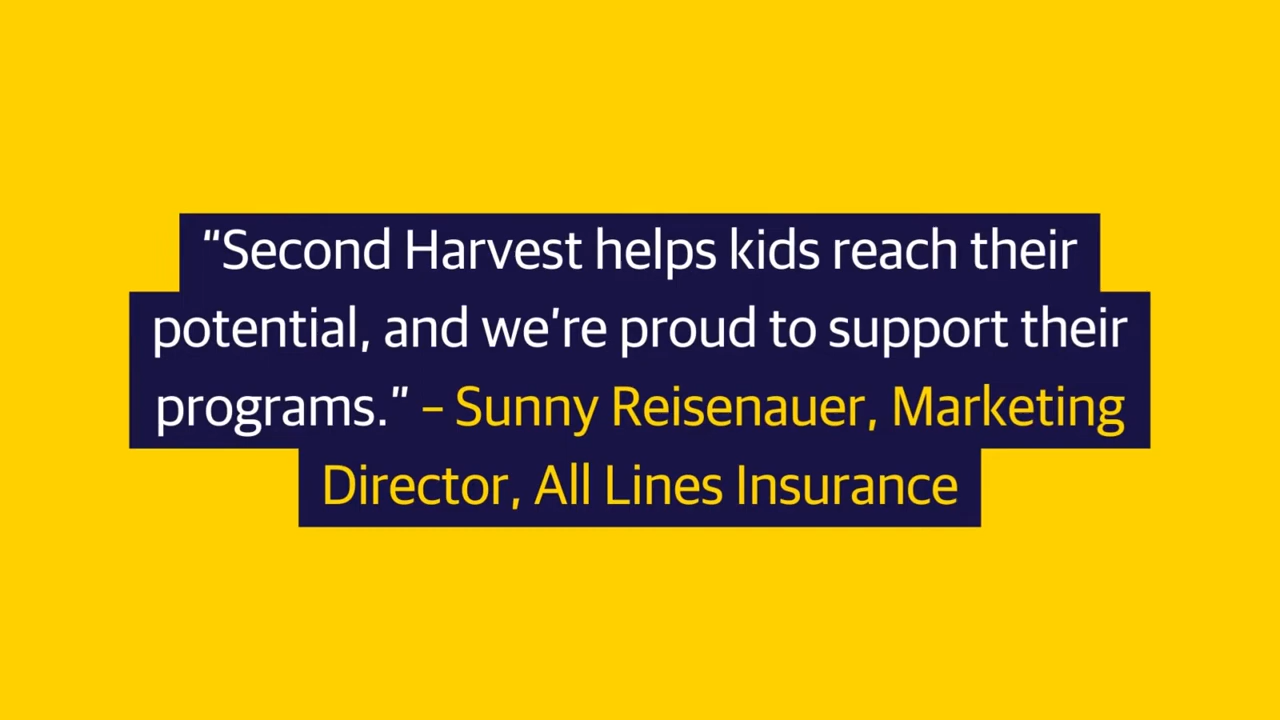 “Second Harvest helps kids reach their
potential, and we’re proud to support their
programs.” – Sunny Reisenauer, Marketing
Director, All Lines Insurance